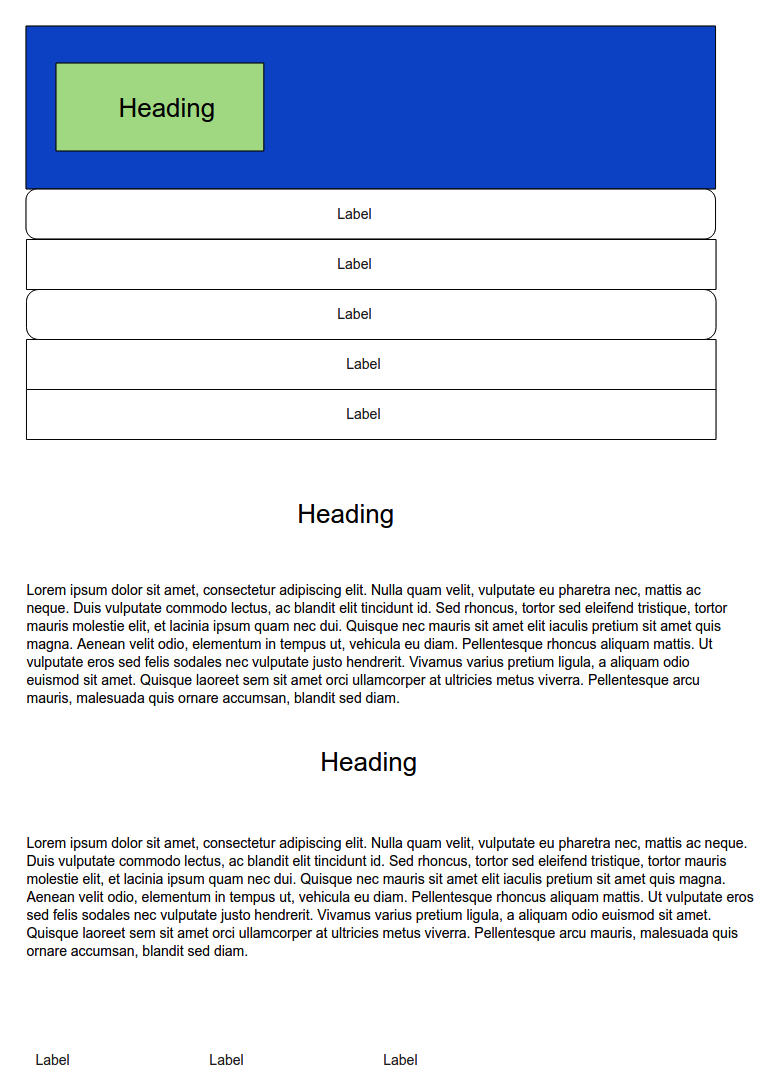 Heading
Label
Label
Label
Label
Label
Heading
Lorem ipsum dolor sit amet, consectetur adipiscing elit. Nulla quam velit, vulputate eu pharetra nec, mattis ac
neque. Duis vulputate commodo lectus, ac blandit elit tincidunt id. Sed rhoncus, tortor sed eleifend tristique, tortor
mauris molestie elit, et lacinia ipsum quam nec dui. Quisque nec mauris sit amet elit iaculis pretium sit amet quis
magna. Aenean velit odio, elementum in tempus ut, vehicula eu diam. Pellentesque rhoncus aliquam mattis. Ut
vulputate eros sed felis sodales nec vulputate justo hendrerit. Vivamus varius pretium ligula, a aliquam odio
euismod sit amet. Quisque laoreet sem sit amet orci ullamcorper at ultricies metus viverra. Pellentesque arcu
mauris, malesuada quis ornare accumsan, blandit sed diam.
Heading
Lorem ipsum dolor sit amet, consectetur adipiscing elit. Nulla quam velit, vulputate eu pharetra nec, mattis ac neque.
Duis vulputate commodo lectus, ac blandit elit tincidunt id. Sed rhoncus, tortor sed eleifend tristique, tortor mauris
molestie elit, et lacinia ipsum quam nec dui. Quisque nec mauris sit amet elit iaculis pretium sit amet quis magna.
Aenean velit odio, elementum in tempus ut, vehicula eu diam. Pellentesque rhoncus aliquam mattis. Ut vulputate eros
sed felis sodales nec vulputate justo hendrerit. Vivamus varius pretium ligula, a aliquam odio euismod sit amet.
Quisque laoreet sem sit amet orci ullamcorper at ultricies metus viverra. Pellentesque arcu mauris, malesuada quis
ornare accumsan, blandit sed diam.
Label Label Label